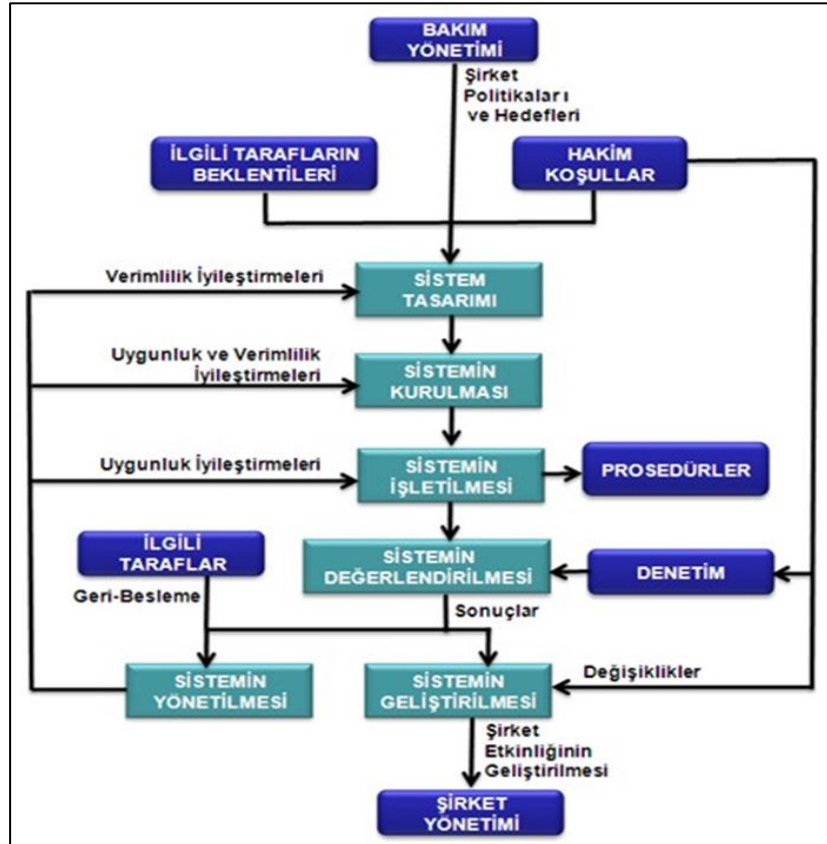 BAKIM
YÖNETİMİ
Şirket
Politikaları
ve Hedefleri
İLGİLİ TARAFLARIN
BEKLENTİLERİ
HAKİM
KOŞULLAR
Verimlilik İyileştirmeleri
SİSTEM
TASARIMI
Uygunluk ve Verimlilik
İyileştirmeleri
SİSTEMİN
KURULMASI
Uygunluk İyileştirmeleri
SİSTEMİN
İŞLETİLMESİ
PROSEDÜRLER
İLGİLİ
TARAFLAR
SİSTEMİN
DEĞERLENDİRİLMESİ
DENETİM
Geri-Besleme
Sonuçlar
SİSTEMİN
YÖNETİLMESİ
SİSTEMİN
GELİŞTİRİLMESİ
Değişiklikler
Şirket
Etkinliğinin
Geliştirilmesi
ŞİRKET
YÖNETİMİ